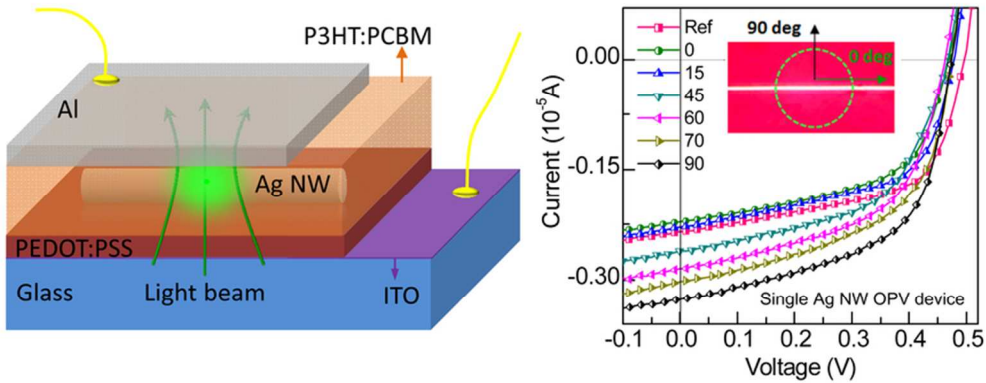 P3HT:PCBM
Al
Ag NW
PEDOT:PSS
Glass
Light beam
ITO
Current (10⁻⁵A)
0.00
-0.15
-0.30
Ref
0
15
45
60
70
90
90 deg
0 deg
Single Ag NW OPV device
-0.1 0.0 0.1 0.2 0.3 0.4 0.5
Voltage (V)